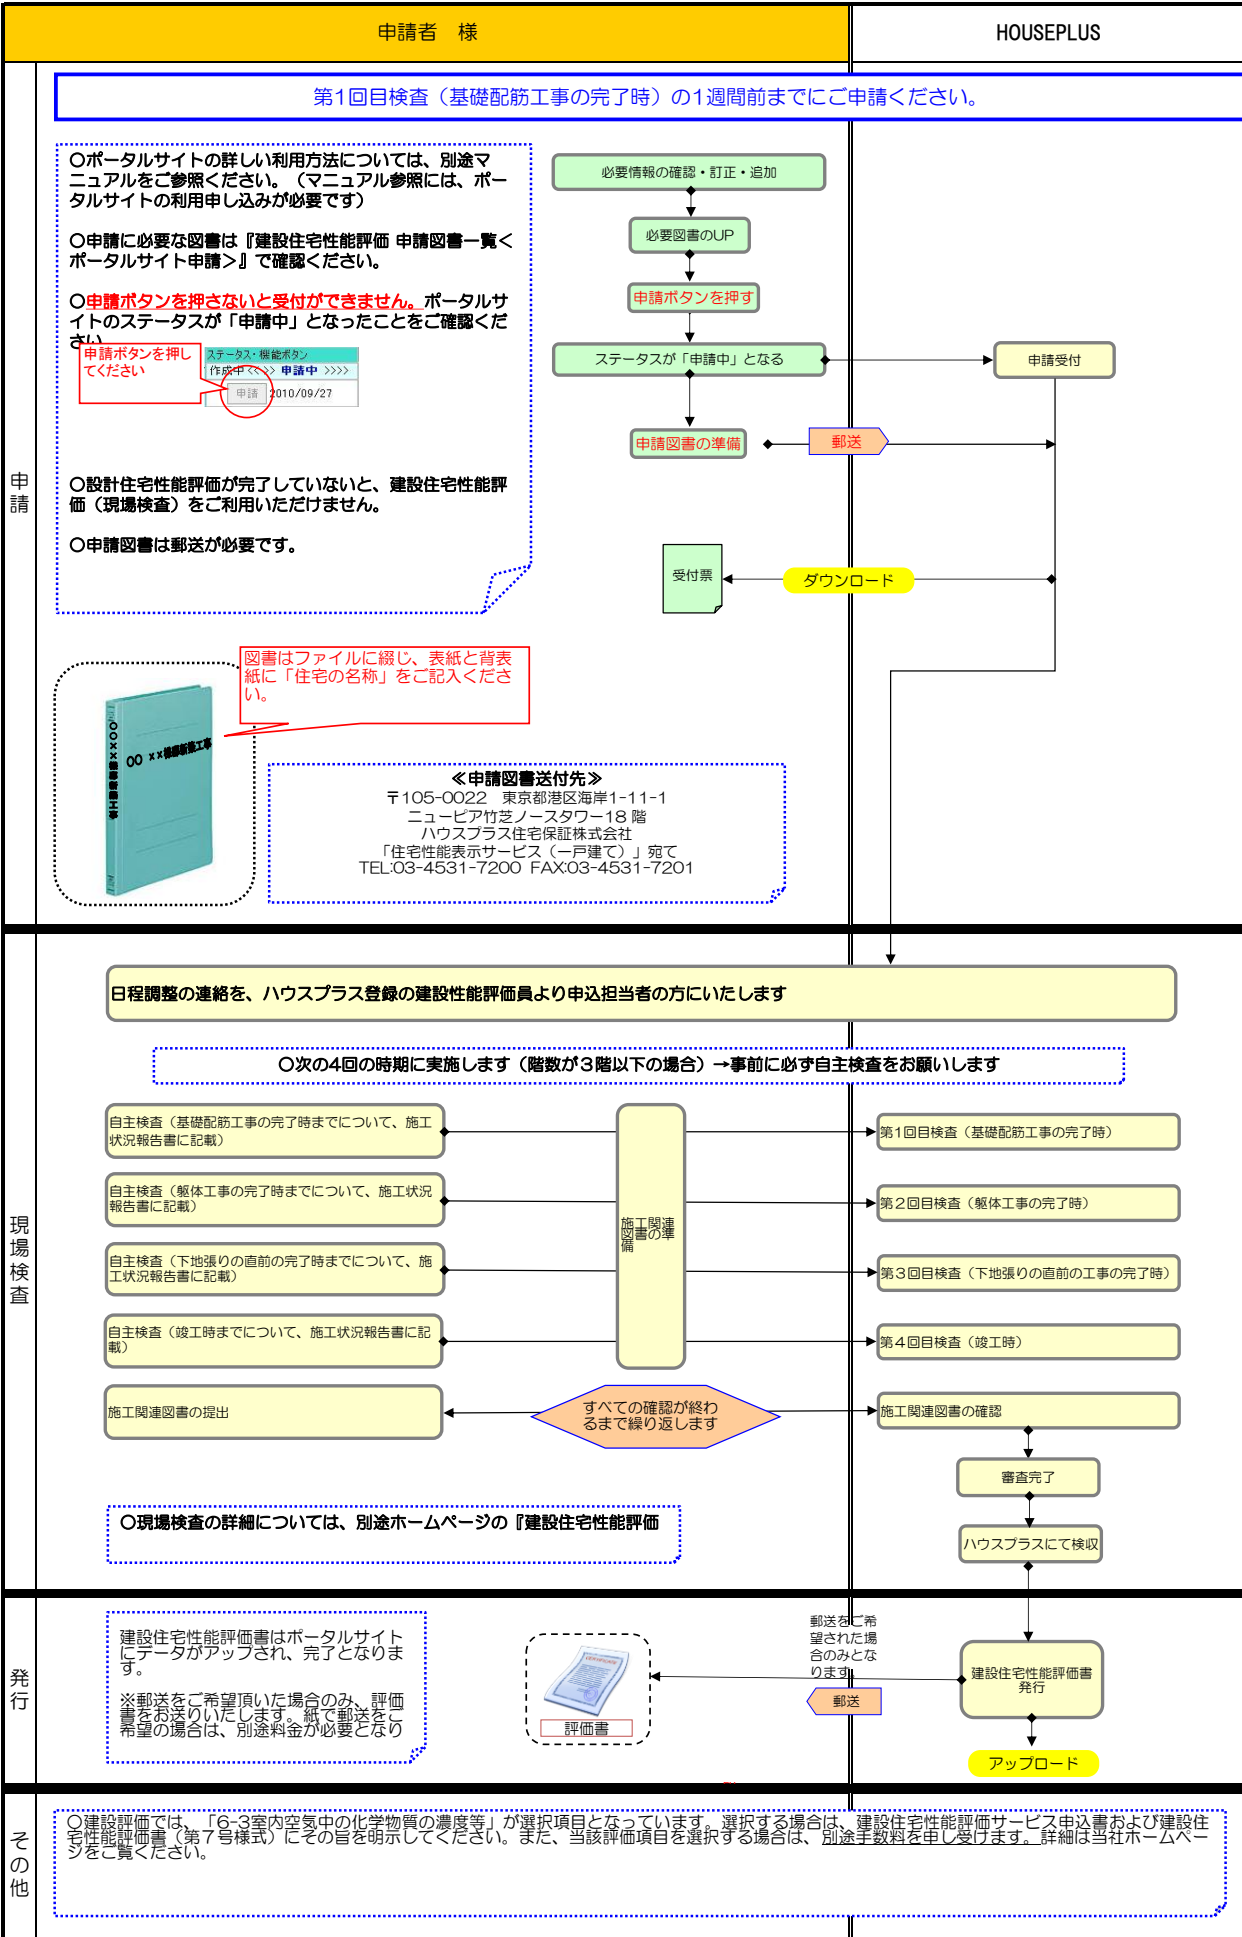 申請者　様
HOUSEPLUS
第1回目検査（基礎配筋工事の完了時）の1週間前までにご申請ください。
申請
〇ポータルサイトの詳しい利用方法については、別途マ
ニュアルをご参照ください。（マニュアル参照には、ポー
タルサイトの利用申し込みが必要です）
〇申請に必要な図書は『建設住宅性能評価 申請図書一覧＜
ポータルサイト申請＞』で確認ください。
〇申請ボタンを押さないと受付ができません。ポータルサ
イトのステータスが「申請中」となったことをご確認くだ
さい
申請ボタンを押し
てください
ステータス・機能ボタン
作成中 << >> 申請中 >>>>
申請 2010/09/27
〇設計住宅性能評価が完了していないと、建設住宅性能評
価（現場検査）をご利用いただけません。
〇申請図書は郵送が必要です。
必要情報の確認・訂正・追加
必要図書のUP
申請ボタンを押す
ステータスが「申請中」となる
申請受付
申請図書の準備
郵送
受付票
ダウンロード
図書はファイルに綴じ、表紙と背表
紙に「住宅の名称」をご記入くださ
い。
〇〇 ××様邸新築工事
≪申請図書送付先≫
〒105-0022　東京都港区海岸1-11-1
ニューピア竹芝ノースタワー18 階
ハウスプラス住宅保証株式会社
「住宅性能表示サービス（一戸建て）」宛て
TEL:03-4531-7200 FAX:03-4531-7201
現場検査
日程調整の連絡を、ハウスプラス登録の建設性能評価員より申込担当者の方にいたします
〇次の4回の時期に実施します（階数が３階以下の場合）→事前に必ず自主検査をお願いします
自主検査（基礎配筋工事の完了時までについて、施工
状況報告書に記載）
自主検査（躯体工事の完了時までについて、施工状況
報告書に記載）
自主検査（下地張りの直前の完了時までについて、施
工状況報告書に記載）
自主検査（竣工時までについて、施工状況報告書に記
載）
施工関連図書の提出
施工関連
図書の準
備
すべての確認が終わ
るまで繰り返します
第1回目検査（基礎配筋工事の完了時）
第２回目検査（躯体工事の完了時）
第３回目検査（下地張りの直前の工事の完了時）
第４回目検査（竣工時）
施工関連図書の確認
審査完了
ハウスプラスにて検収
〇現場検査の詳細については、別途ホームページの『建設住宅性能評価
発行
建設住宅性能評価書はポータルサイト
にデータがアップされ、完了となりま
す。
※郵送をご希望頂いた場合のみ、評価
書をお送りいたします。紙で郵送をご
希望の場合は、別途料金が必要となり
評価書
郵送をご希
望された場
合のみとな
ります。
郵送
建設住宅性能評価書
発行
アップロード
その他
〇建設評価では、「6-3室内空気中の化学物質の濃度等」が選択項目となっています。選択する場合は、建設住宅性能評価サービス申込書および建設住
宅性能評価書（第７号様式）にその旨を明示してください。また、当該評価項目を選択する場合は、別途手数料を申し受けます。詳細は当社ホームペー
ジをご覧ください。